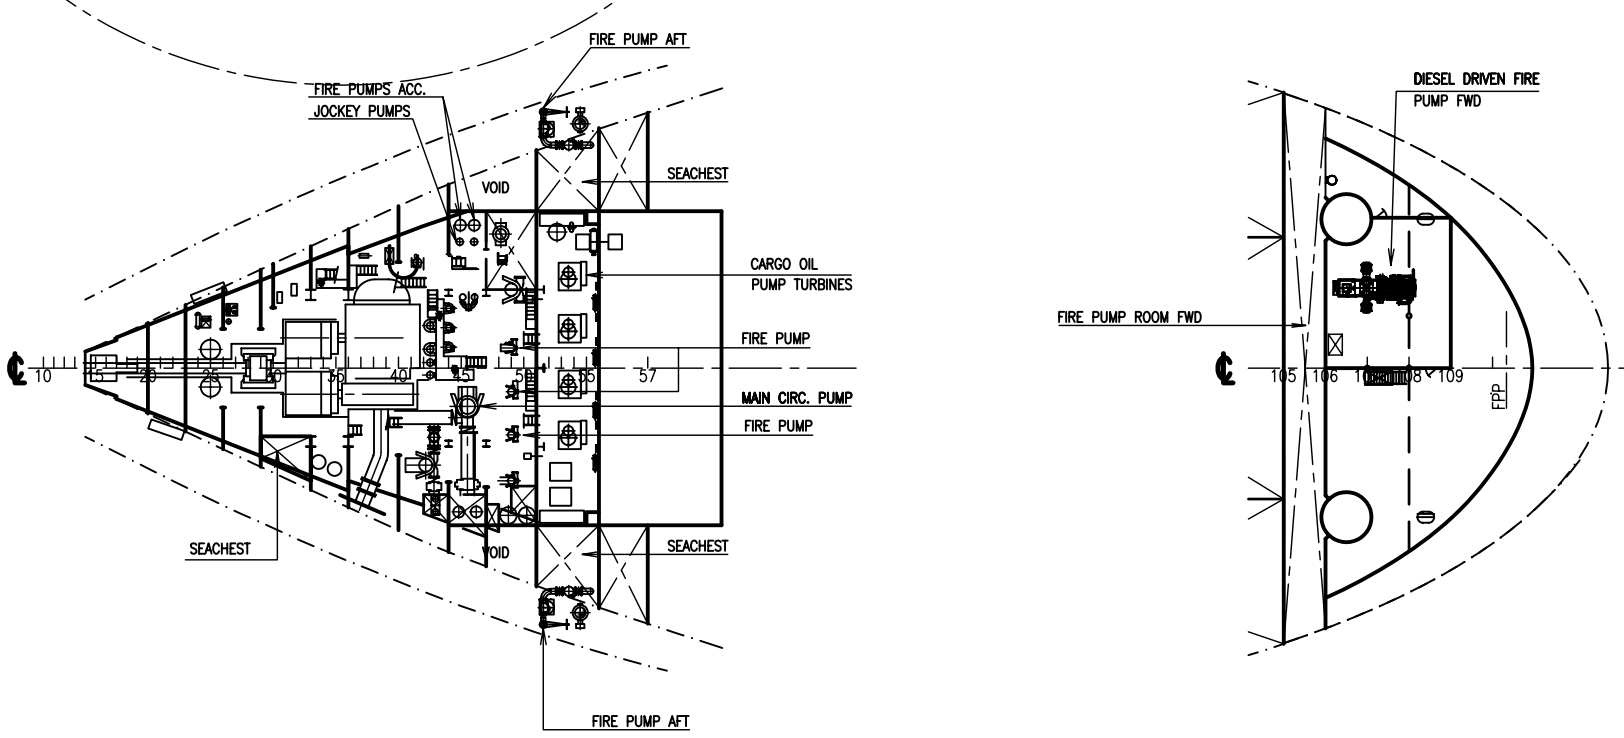 FIRE PUMP AFT
FIRE PUMPS ACC.
JOCKEY PUMPS
DIESEL DRIVEN FIRE
PUMP FWD
VOID
SEACHEST
CARGO OIL
PUMP TURBINES
FIRE PUMP
FIRE PUMP ROOM FWD
10 15 20 25 30 35 40 45 50 55 57
105 106 108 109
FPP
MAIN CIRC. PUMP
FIRE PUMP
SEACHEST
VOID
SEACHEST
FIRE PUMP AFT